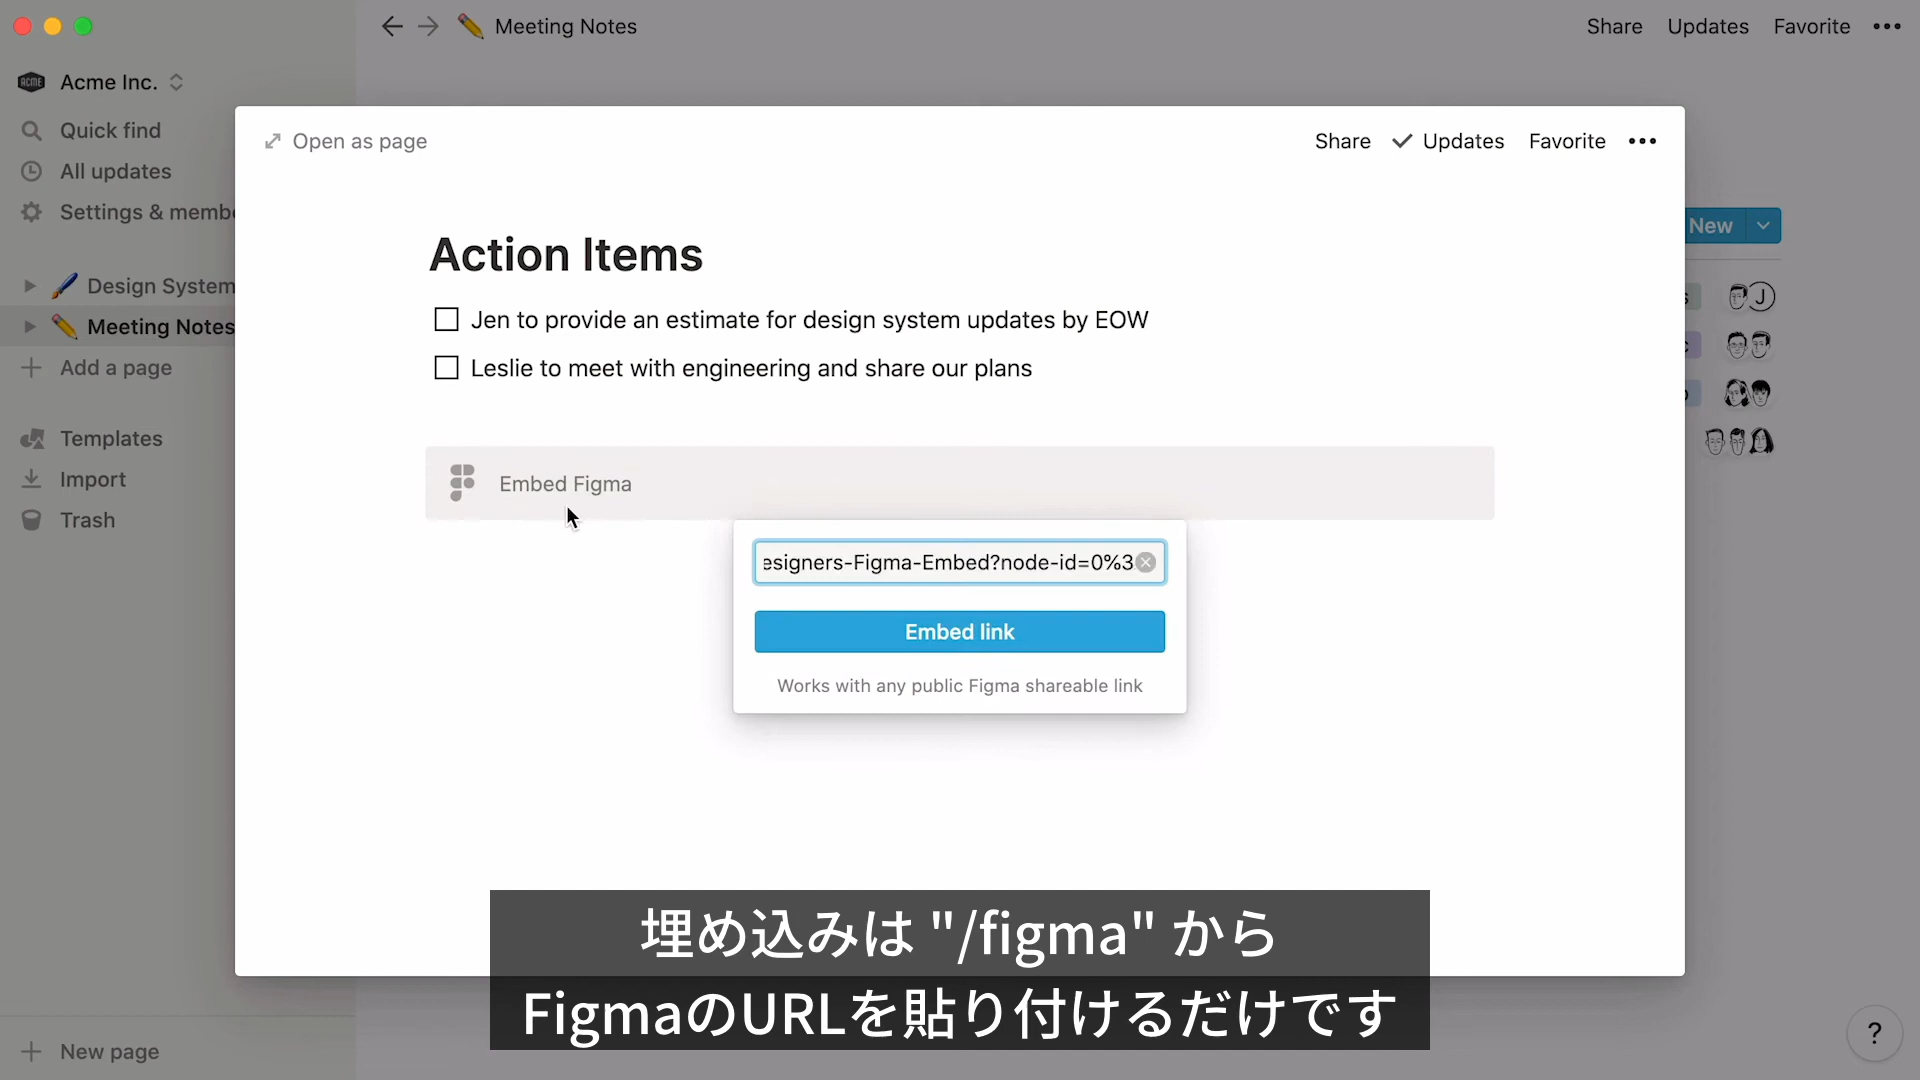 Meeting Notes
Share Updates Favorite
ACME Acme Inc.
Quick find
All updates
Settings & membe
Design System
Meeting Notes
Add a page
Templates
Import
Trash
New page
Open as page
Share Updates Favorite
Action Items
Jen to provide an estimate for design system updates by EOW
Leslie to meet with engineering and share our plans
Embed Figma
esigners-Figma-Embed?node-id=0%3
Embed link
Works with any public Figma shareable link
New
J
?
埋め込みは "/figma" から
FigmaのURLを貼り付けるだけです